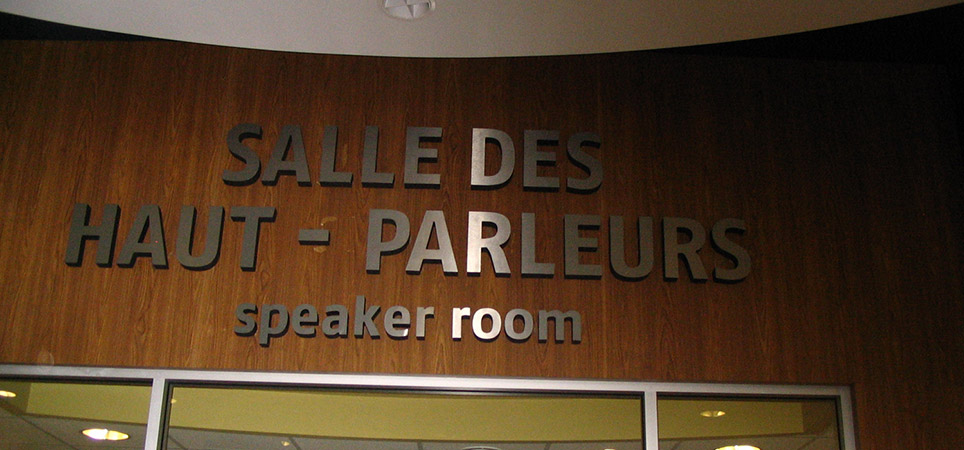 SALLE DES
HAUT - PARLEURS
speaker room